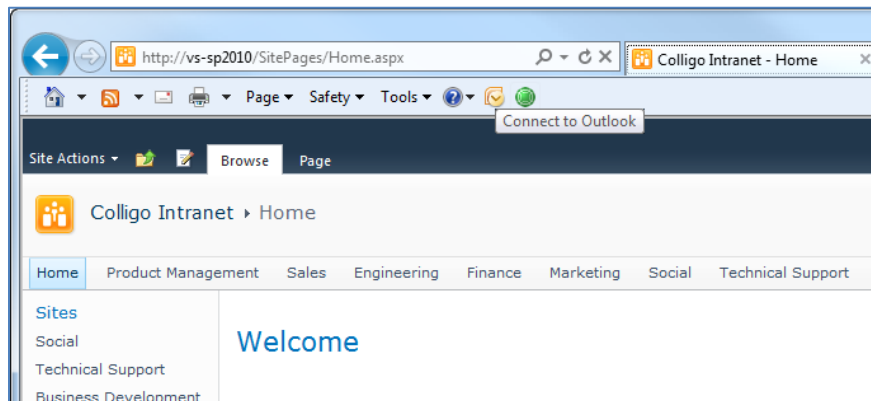 http://vs-sp2010/SitePages/Home.aspx Colligo Intranet - Home
Page Safety Tools
Connect to Outlook
Site Actions Browse Page
Colligo Intranet Home
Home Product Management Sales Engineering Finance Marketing Social Technical Support
Sites
Social
Welcome
Technical Support
Business Development